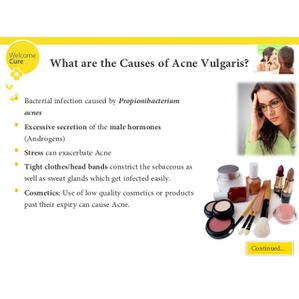 Welcome
Cure
What are the Causes of Acne Vulgaris?
Bacterial infection caused by Propionibacterium
acnes
Excessive secretion of the male hormones
(Androgens)
Stress can exacerbate Acne
Tight clothes/head bands constrict the sebaceous as
well as sweat glands which get infected easily.
Cosmetics: Use of low quality cosmetics or products
past their expiry can cause Acne.
Continued...